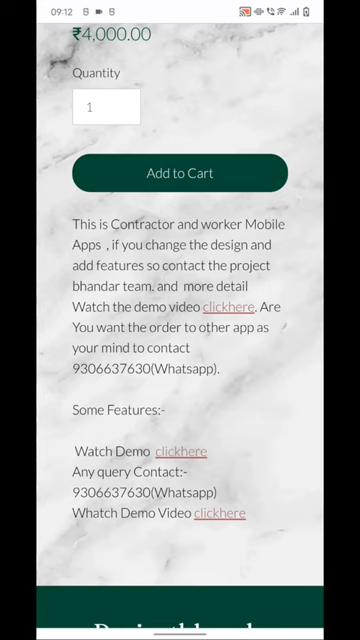 09:12
₹4,000.00
Quantity
1
Add to Cart
This is Contractor and worker Mobile
Apps , if you change the design and
add features so contact the project
bhandar team. and more detail
Watch the demo video clickhere. Are
You want the order to other app as
your mind to contact
9306637630(Whatsapp).
Some Features:-
Watch Demo clickhere
Any query Contact:-
9306637630(Whatsapp)
Whatch Demo Video clickhere